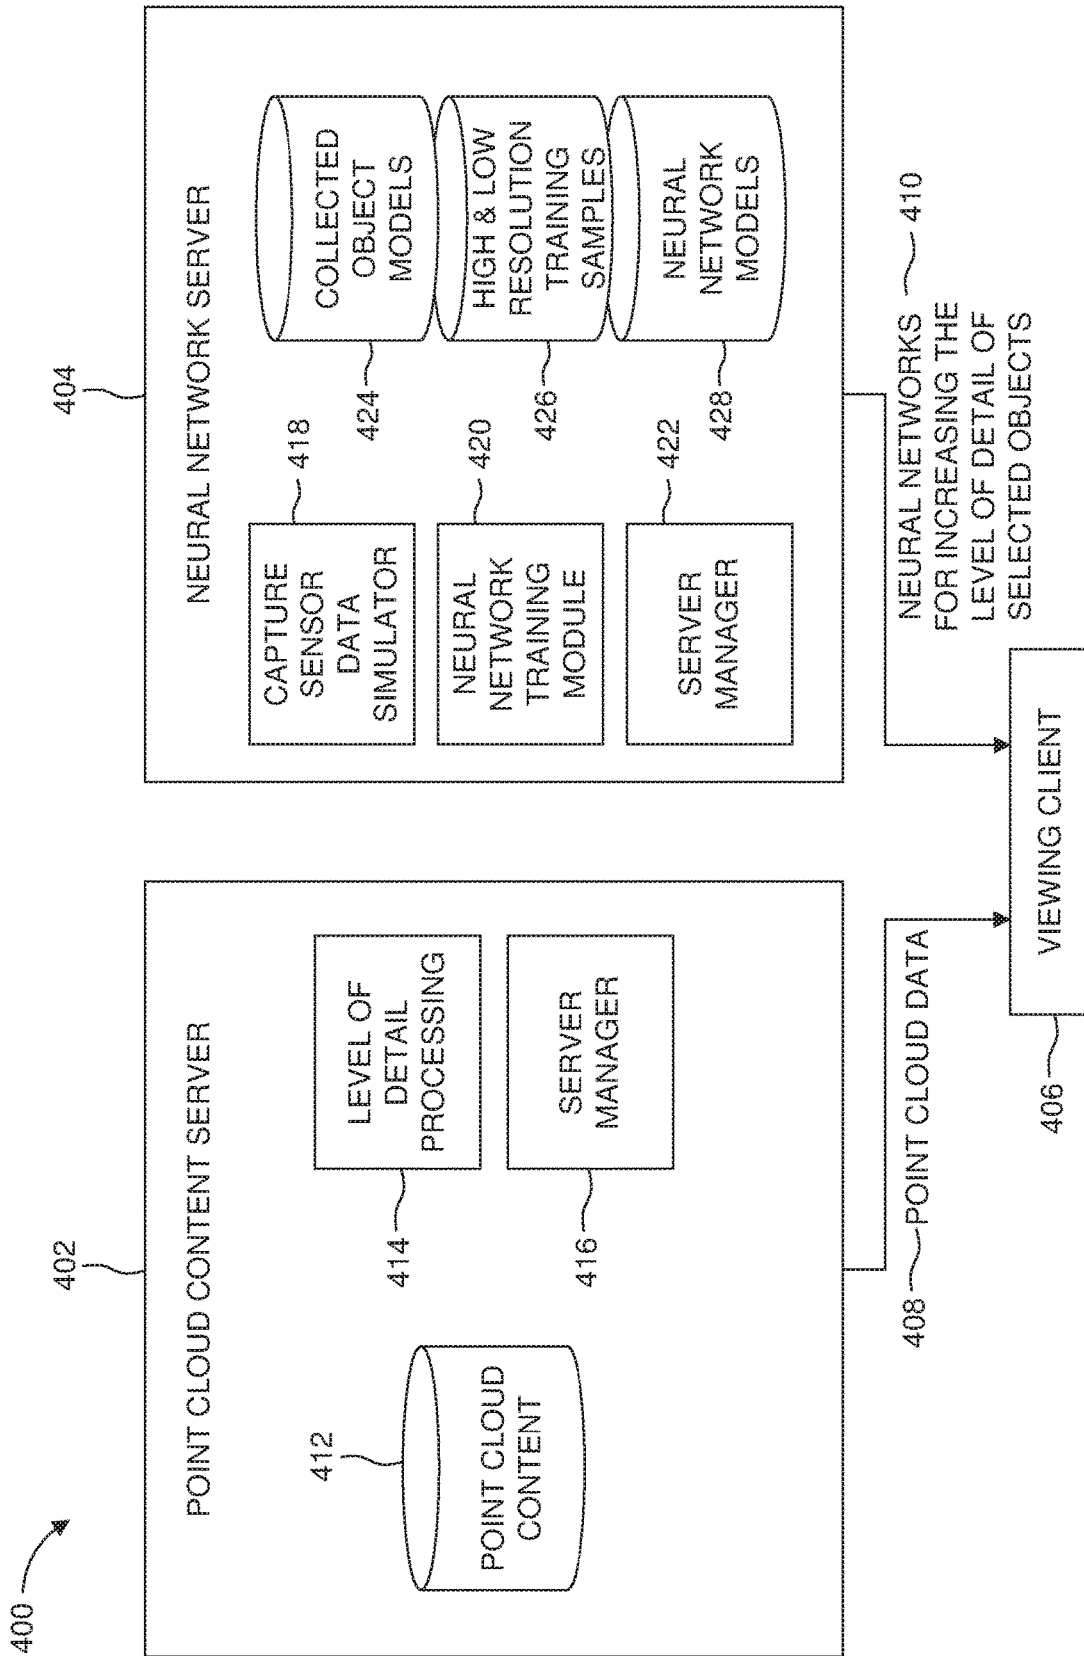 400
402
POINT CLOUD CONTENT SERVER
412
POINT CLOUD
CONTENT
414
LEVEL OF
DETAIL
PROCESSING
416
SERVER
MANAGER
404
NEURAL NETWORK SERVER
418
CAPTURE
SENSOR
DATA
SIMULATOR
420
NEURAL
NETWORK
TRAINING
MODULE
422
SERVER
MANAGER
424
COLLECTED
OBJECT
MODELS
426
HIGH & LOW
RESOLUTION
TRAINING
SAMPLES
428
NEURAL
NETWORK
MODELS
408
POINT CLOUD DATA
NEURAL NETWORKS
410
FOR INCREASING THE
LEVEL OF DETAIL OF
SELECTED OBJECTS
406
VIEWING CLIENT